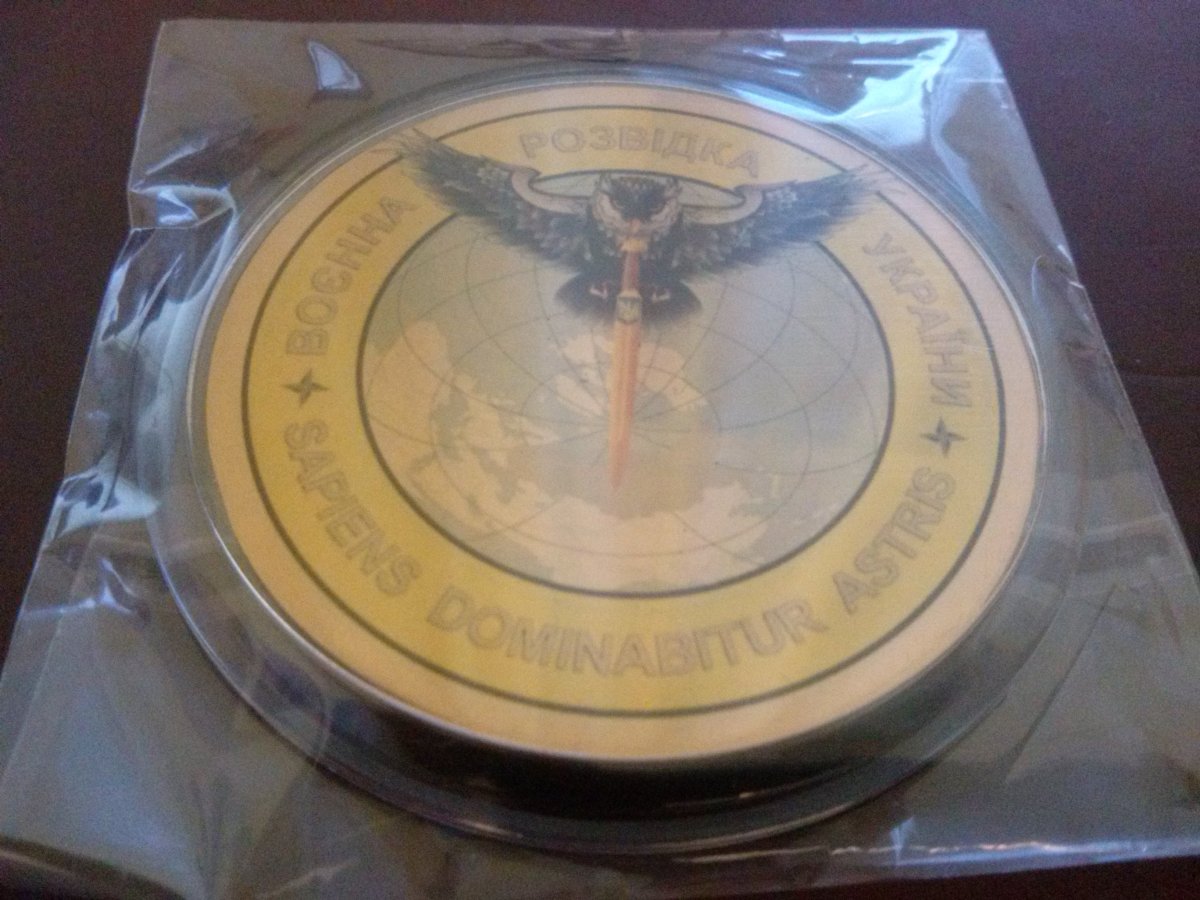 ВОЄННА РОЗВІДКА УКРАЇНИ
SAPIENS DOMINABITUR ASTRIS